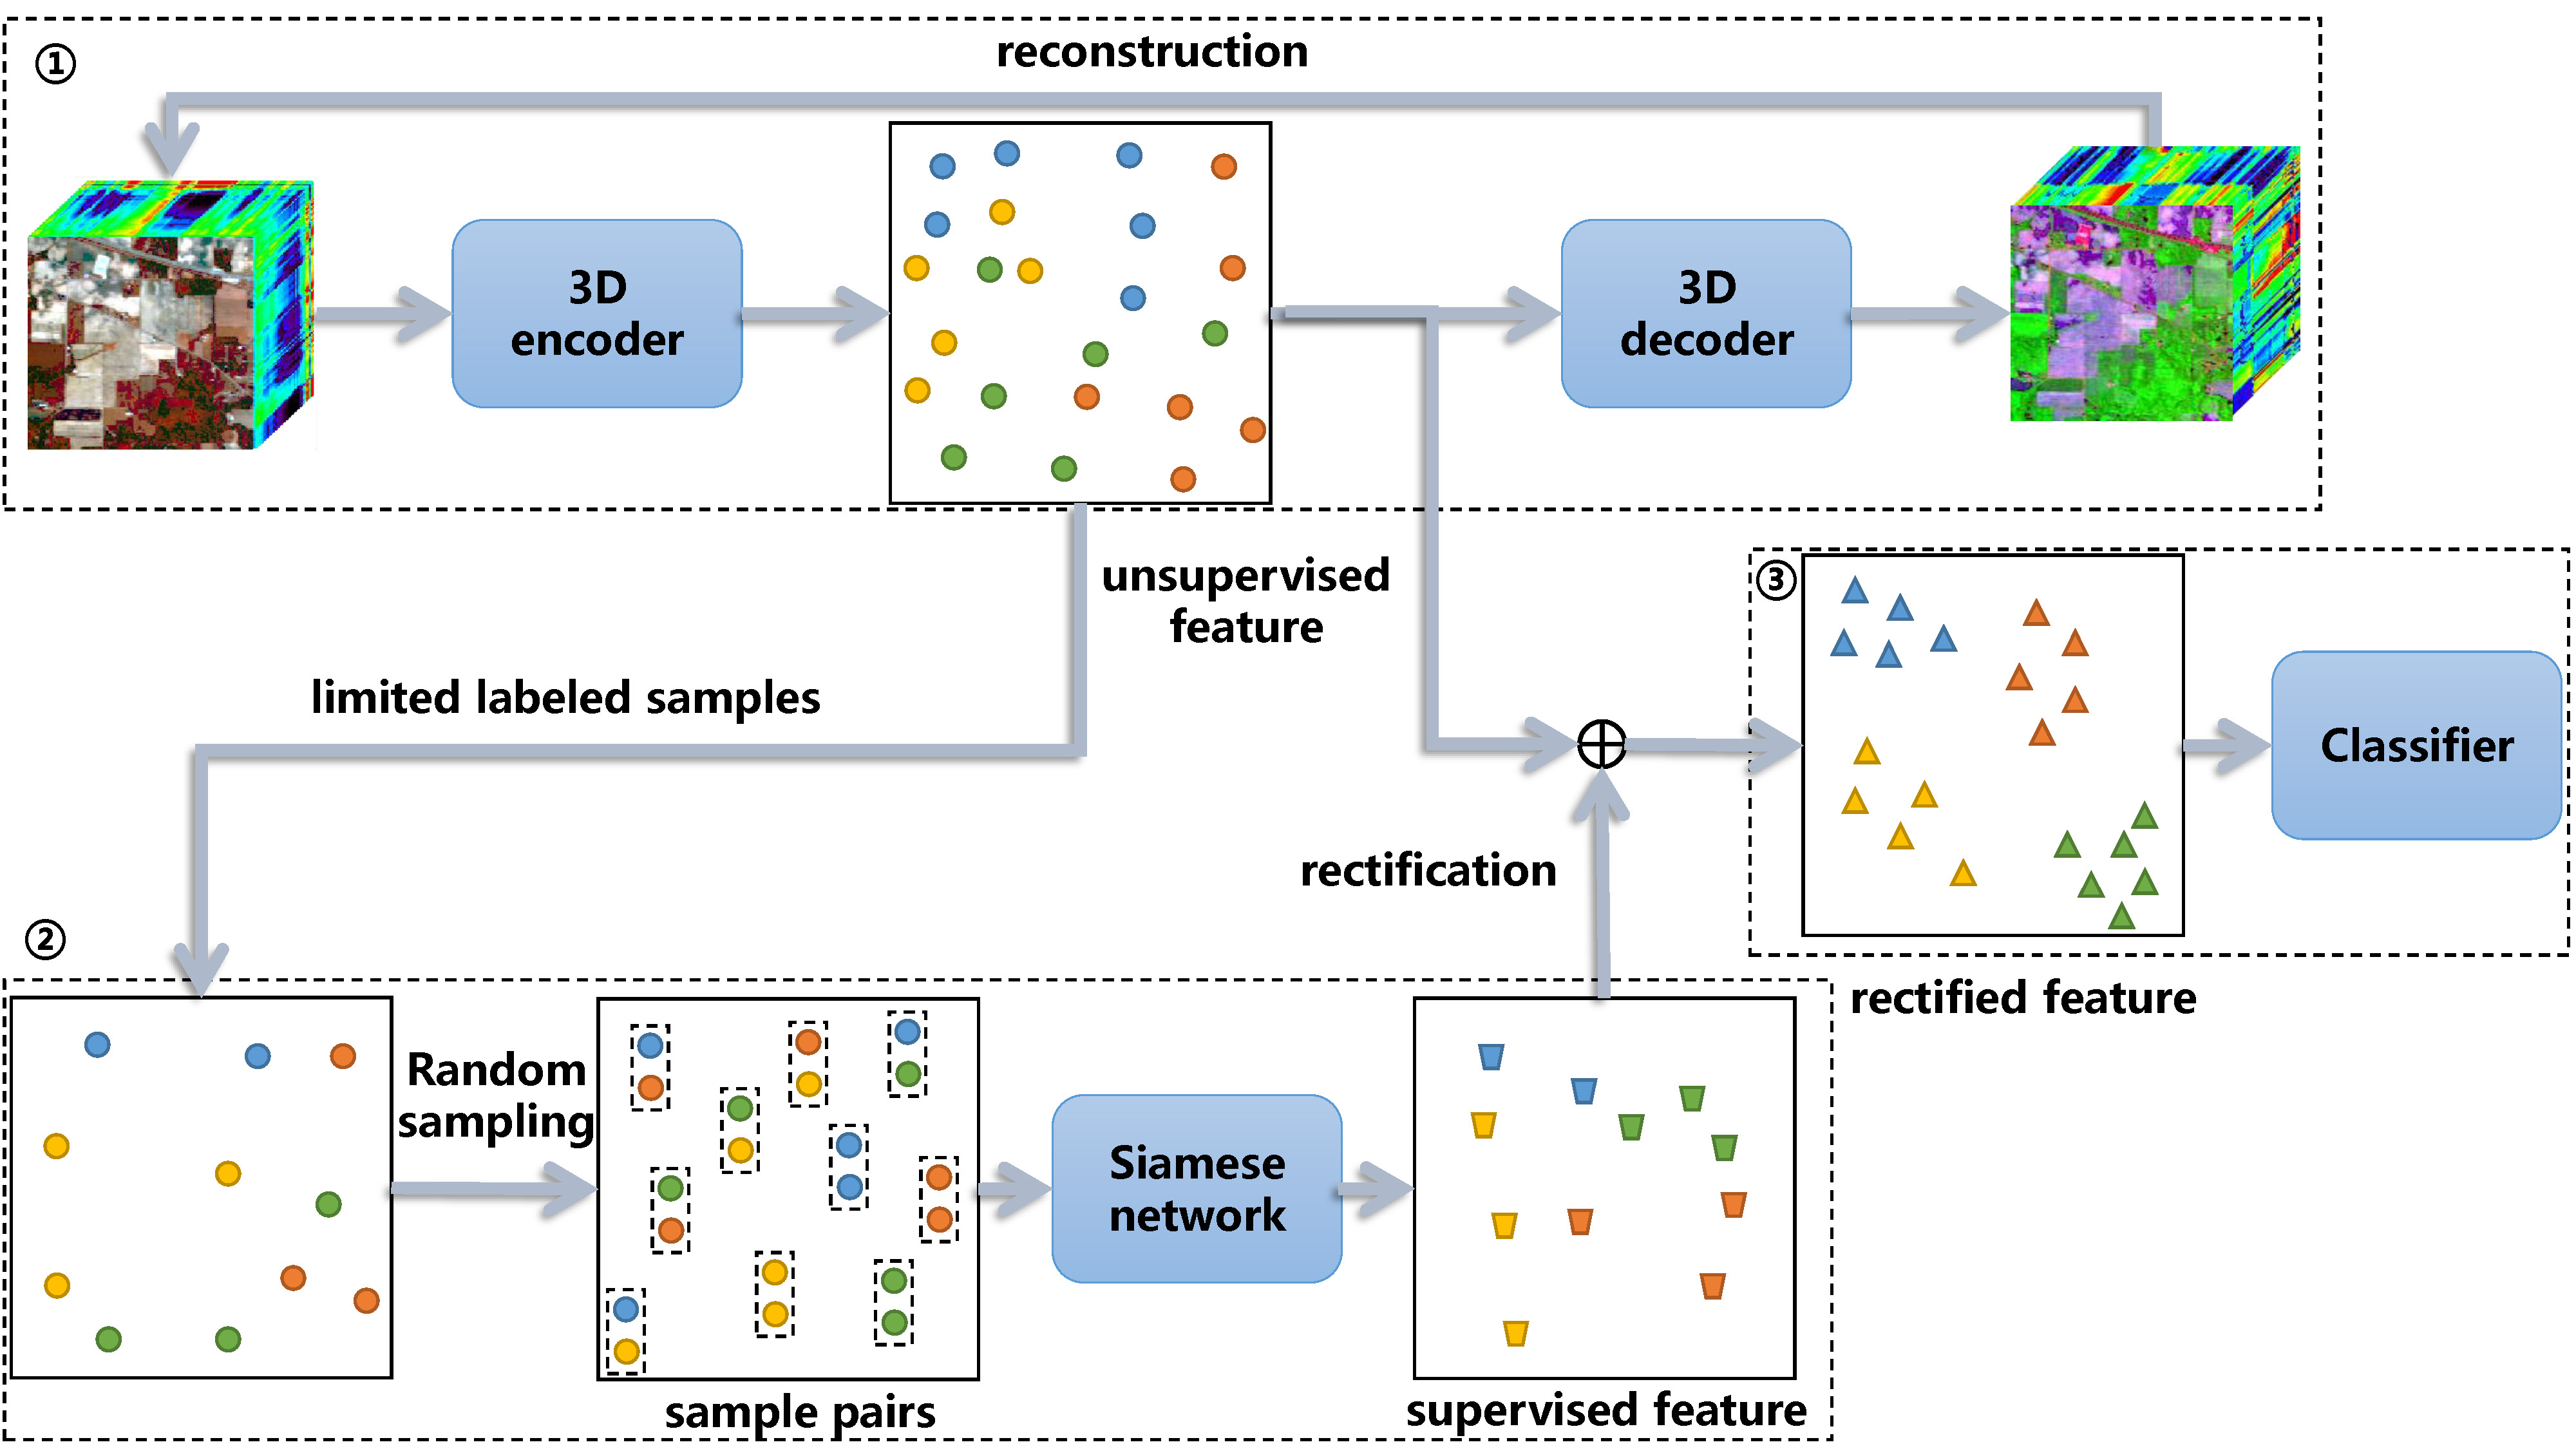 ①
reconstruction
3D
encoder
3D
decoder
unsupervised
feature
③
limited labeled samples
Classifier
rectification
②
rectified feature
Random
sampling
Siamese
network
sample pairs
supervised feature